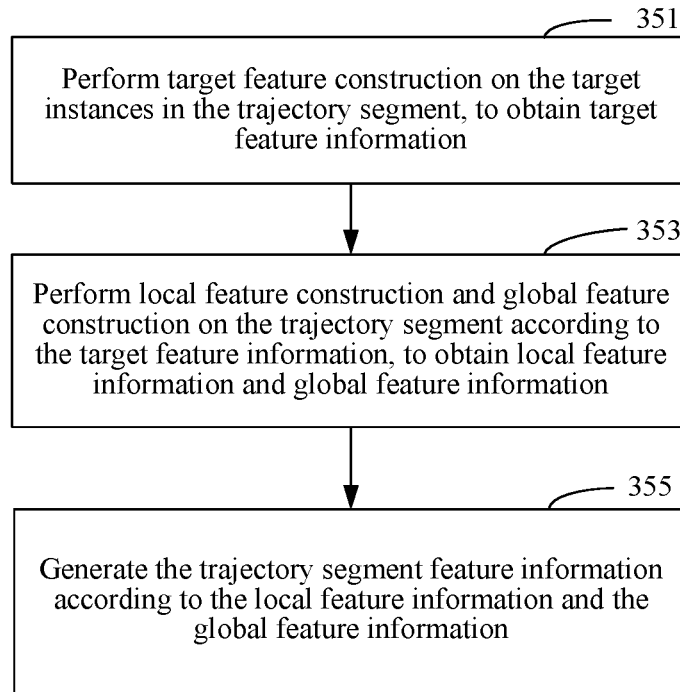 351
Perform target feature construction on the target
instances in the trajectory segment, to obtain target
feature information
353
Perform local feature construction and global feature
construction on the trajectory segment according to
the target feature information, to obtain local feature
information and global feature information
355
Generate the trajectory segment feature information
according to the local feature information and the
global feature information